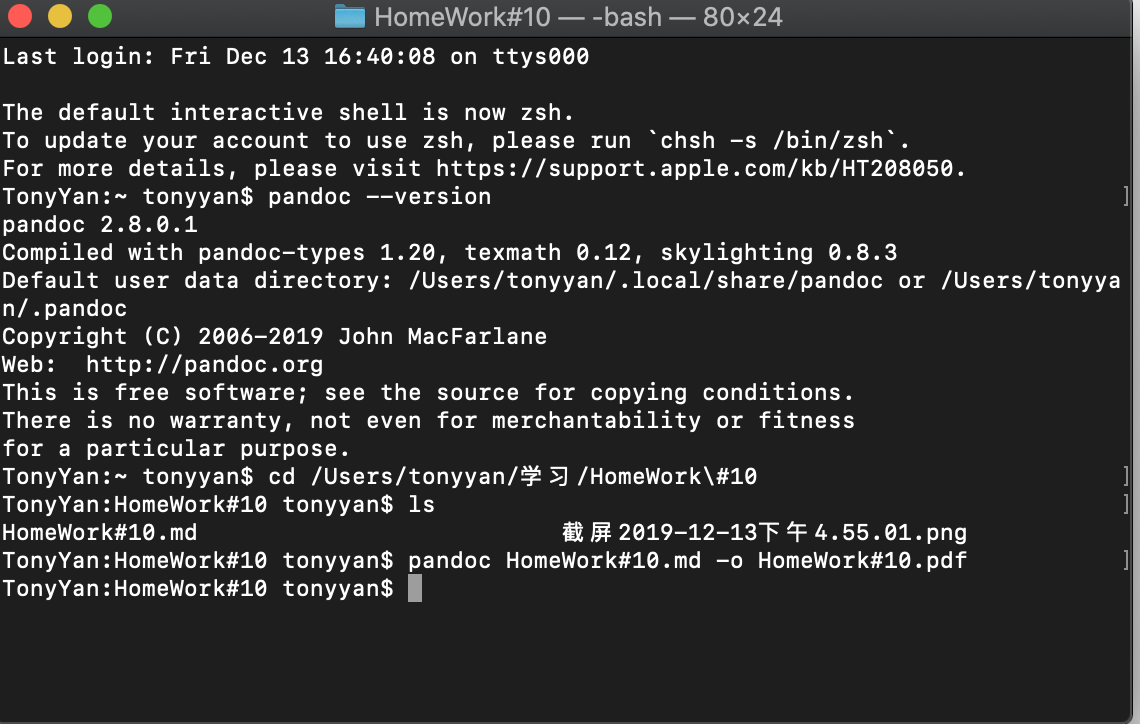 HomeWork#10 — -bash — 80×24
Last login: Fri Dec 13 16:40:08 on ttys000
The default interactive shell is now zsh.
To update your account to use zsh, please run `chsh -s /bin/zsh`.
For more details, please visit https://support.apple.com/kb/HT208050.
TonyYan:~ tonyyan$ pandoc --version
pandoc 2.8.0.1
Compiled with pandoc-types 1.20, texmath 0.12, skylighting 0.8.3
Default user data directory: /Users/tonyyan/.local/share/pandoc or /Users/tonyya
n/.pandoc
Copyright (C) 2006-2019 John MacFarlane
Web:  http://pandoc.org
This is free software; see the source for copying conditions.
There is no warranty, not even for merchantability or fitness
for a particular purpose.
TonyYan:~ tonyyan$ cd /Users/tonyyan/学习/HomeWork\#10
TonyYan:HomeWork#10 tonyyan$ ls
HomeWork#10.md 截屏2019-12-13下午4.55.01.png
TonyYan:HomeWork#10 tonyyan$ pandoc HomeWork#10.md -o HomeWork#10.pdf
TonyYan:HomeWork#10 tonyyan$